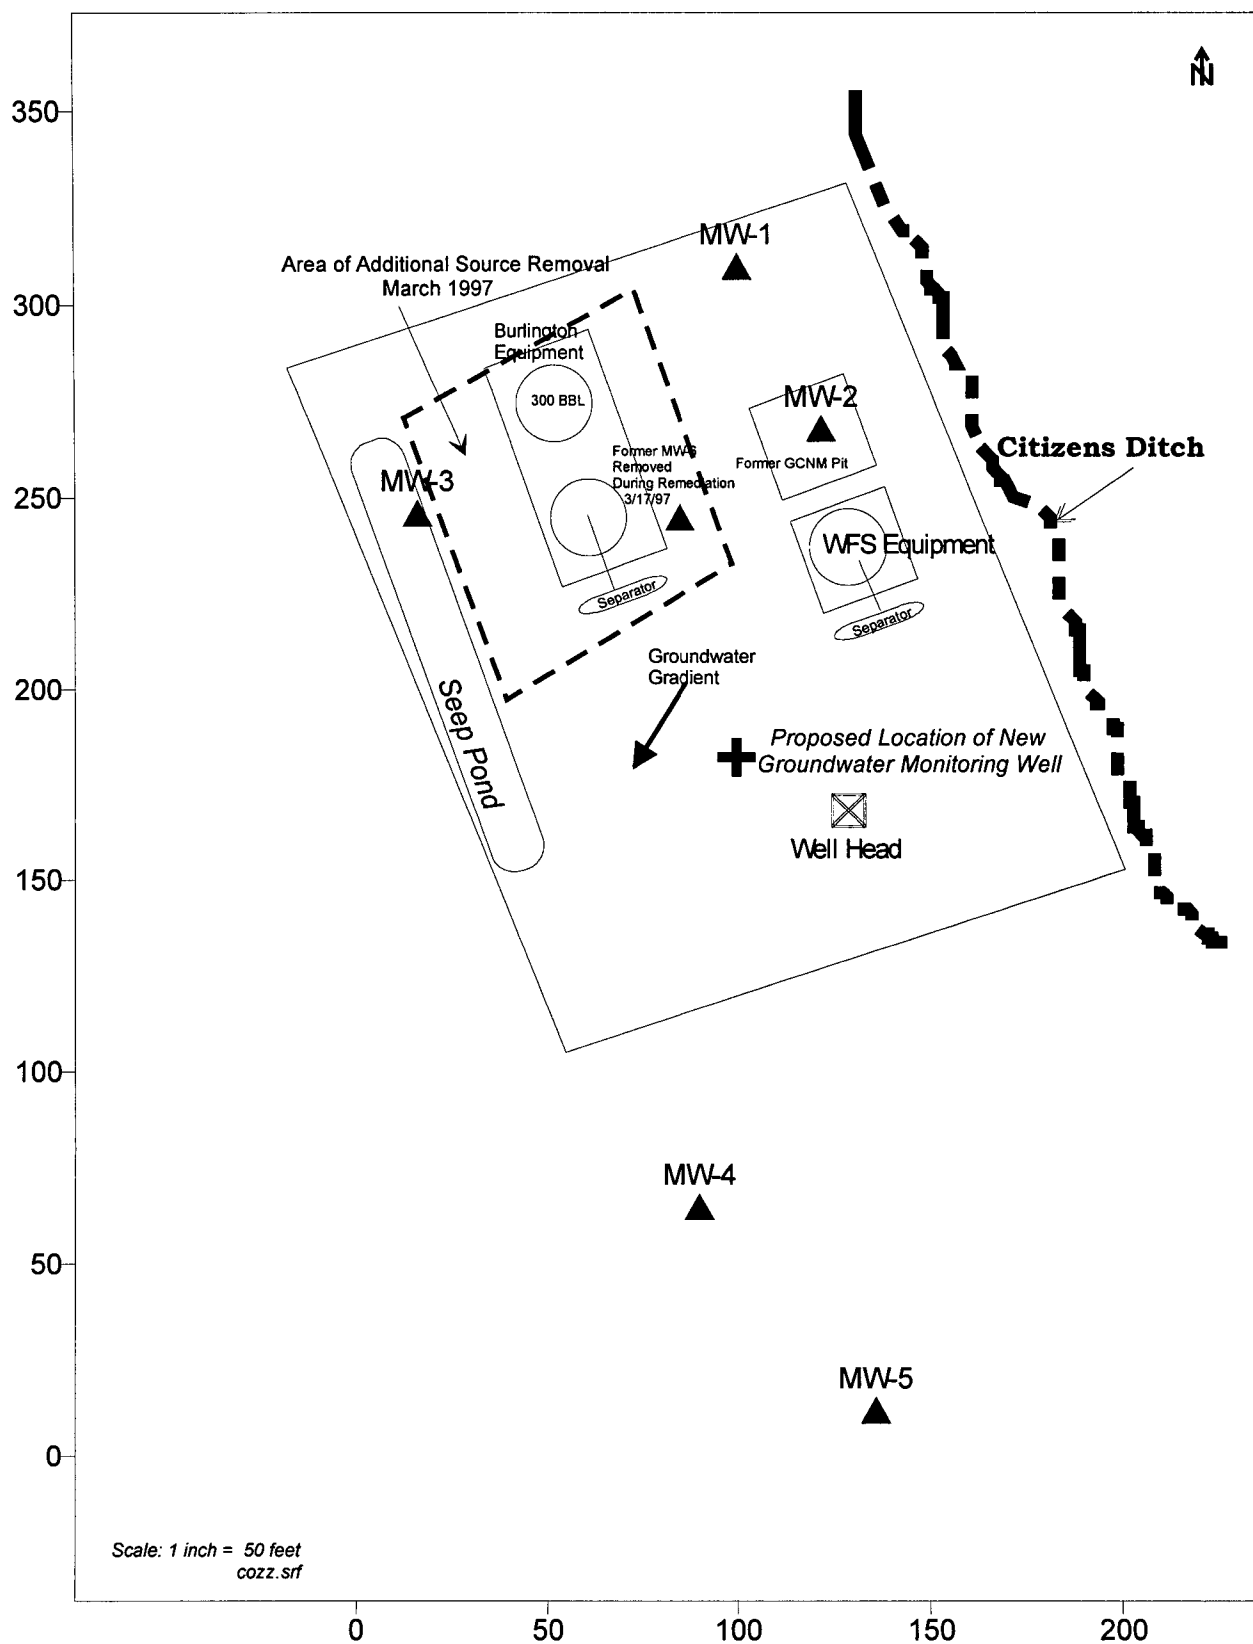 N
350
MW-1
Area of Additional Source Removal
March 1997
300
Burlington
Equipment
300 BBL
MW-2
Citizens Ditch
Former MW-6
Removed
During Remediation
3/17/97
Former GCNM Pit
MW-3
250
WFS Equipment
Separator
Separator
Groundwater
Gradient
200
Seep Pond
Proposed Location of New
Groundwater Monitoring Well
Well Head
150
100
MW-4
50
MW-5
0
Scale: 1 inch = 50 feet
cozz.srf
0 50 100 150 200